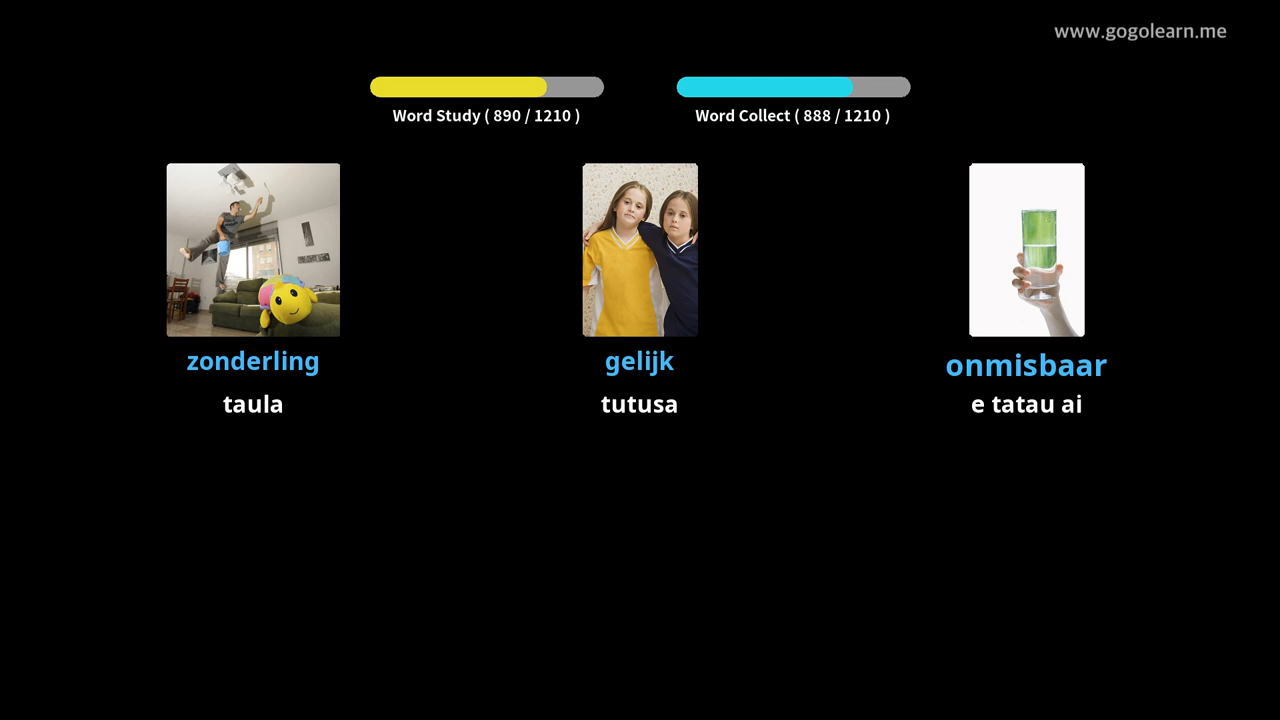 www.gogolearn.me
Word Study ( 890 / 1210 )
Word Collect ( 888 / 1210 )
zonderling
gelijk
onmisbaar
taula
tutusa
e tatau ai